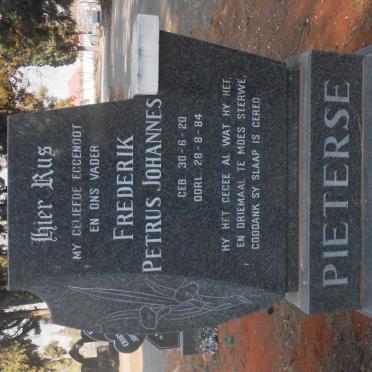 Hier Rus
MY GELIEFDE EGGENOOT
EN ONS VADER
FREDERIK
PETRUS JOHANNES
GEB 30-6-20
OORL 28-8-84
HY HET GEGEE AL WAT HY HET,
EN DRIEMAAL TE MOES STERWE,
GODDANK SY SLAAP IS GERED
PIETERSE